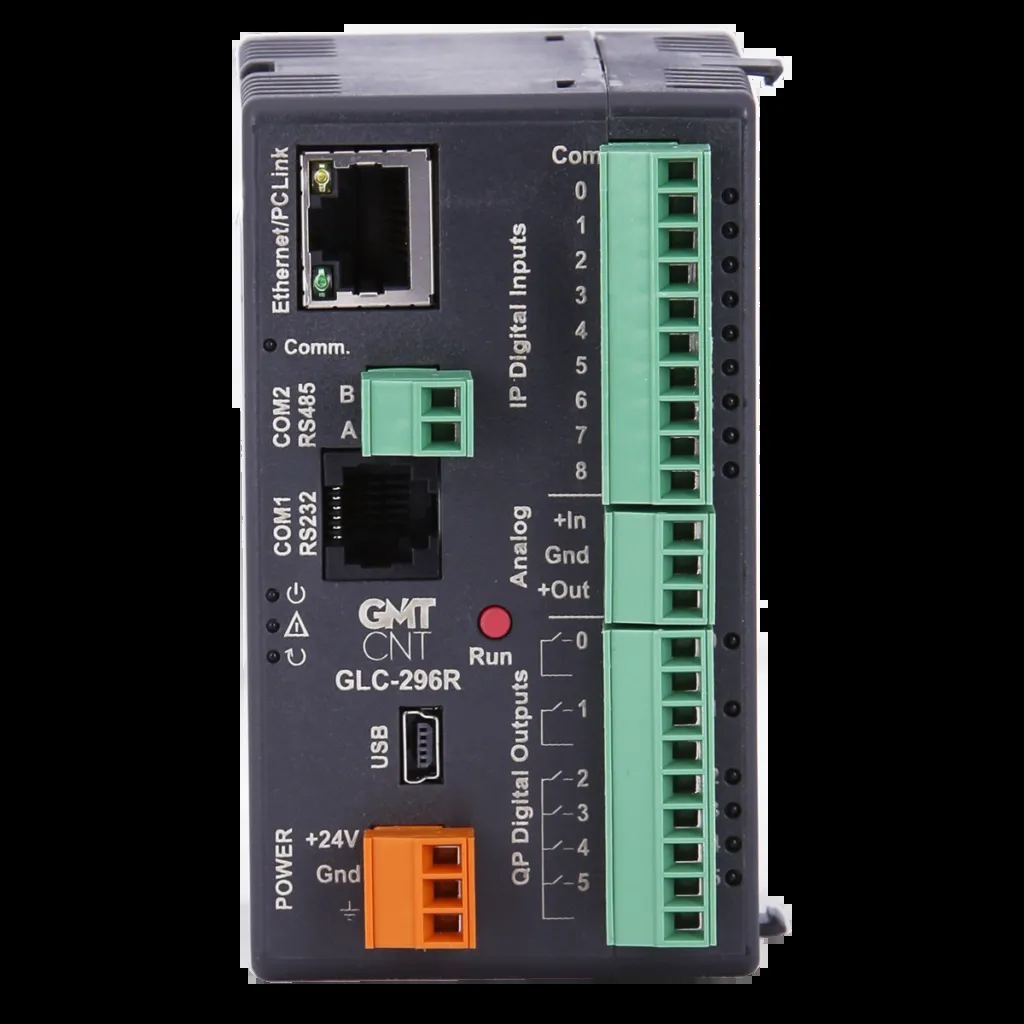 Ethernet/PCLink
Comm.
COM2
RS485
B
A
COM1
RS232
GMT
CNT
GLC-296R
Run
USB
POWER
+24V
Gnd
IP Digital Inputs
Com
0
1
2
3
4
5
6
7
8
Analog
+In
Gnd
+Out
QP Digital Outputs
0
1
2
3
4
5